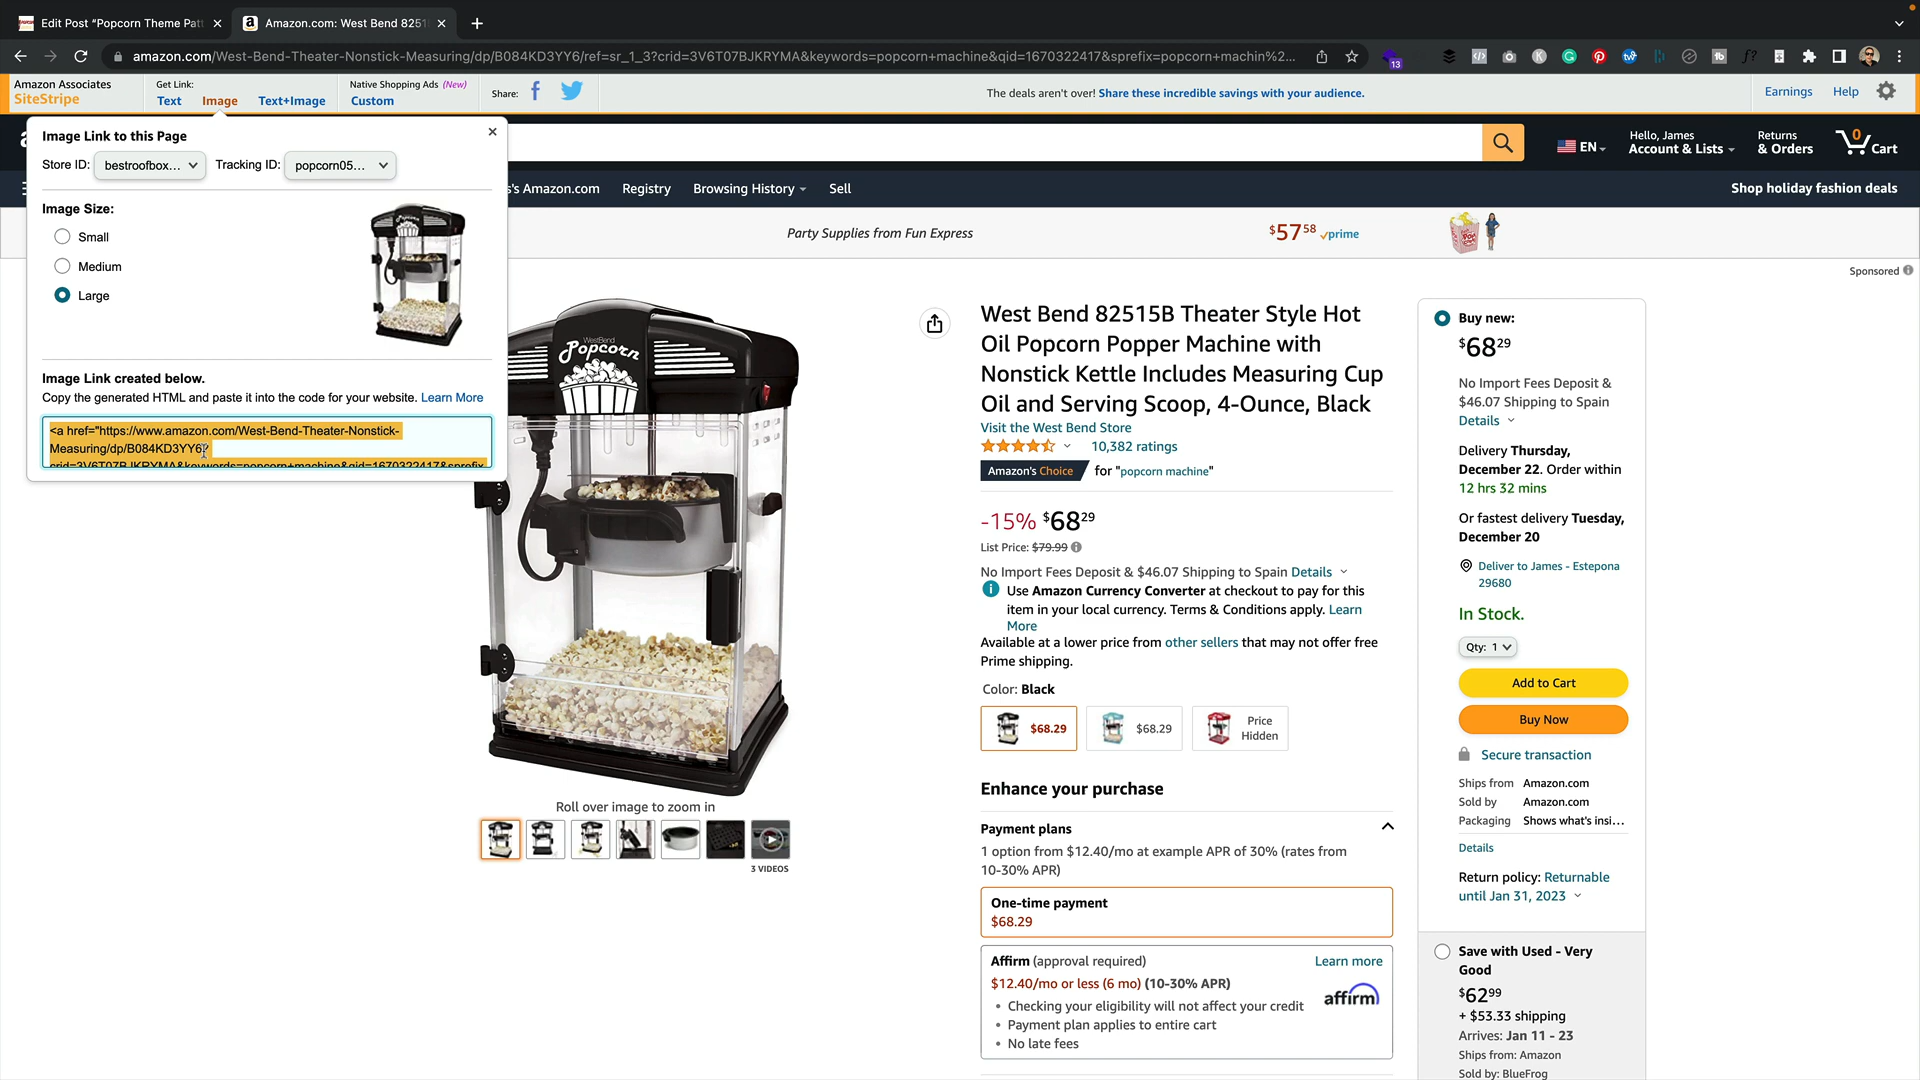 Edit Post “Popcorn Theme Pat
Amazon.com: West Bend 8251
amazon.com/West-Bend-Theater-Nonstick-Measuring/dp/B084KD3YY6/ref=sr_1_3?crid=3V6T07BJKRYMA&keywords=popcorn+machine&qid=1670322417&sprefix=popcorn+machin%2...
13
Amazon Associates
SiteStripe
Get Link:
Text
Image
Text+Image
Native Shopping Ads (New)
Custom
Share:
The deals aren't over! Share these incredible savings with your audience.
Earnings
Help
Image Link to this Page
Store ID: bestroofbox...
Tracking ID: popcorn05...
Image Size:
Small
Medium
Large
Image Link created below.
Copy the generated HTML and paste it into the code for your website. Learn More
<a href="https://www.amazon.com/West-Bend-Theater-Nonstick-
Measuring/dp/B084KD3YY6?
crid=3V6T07BJKRYMA&keywords=popcorn+machine&qid=1670322417&sprefix
EN
Hello, James
Account & Lists
Returns
& Orders
0
Cart
's Amazon.com
Registry
Browsing History
Sell
Shop holiday fashion deals
Party Supplies from Fun Express
$57.58 prime
Sponsored
WestBend
Popcorn
Roll over image to zoom in
3 VIDEOS
West Bend 82515B Theater Style Hot
Oil Popcorn Popper Machine with
Nonstick Kettle Includes Measuring Cup
Oil and Serving Scoop, 4-Ounce, Black
Visit the West Bend Store
10,382 ratings
Amazon's Choice for "popcorn machine"
-15% $68 29
List Price: $79.99
No Import Fees Deposit & $46.07 Shipping to Spain Details
Use Amazon Currency Converter at checkout to pay for this
item in your local currency. Terms & Conditions apply. Learn
More
Available at a lower price from other sellers that may not offer free
Prime shipping.
Color: Black
$68.29
$68.29
Price
Hidden
Enhance your purchase
Payment plans
1 option from $12.40/mo at example APR of 30% (rates from
10-30% APR)
One-time payment
$68.29
Affirm (approval required)
Learn more
$12.40/mo or less (6 mo) (10-30% APR)
affirm
• Checking your eligibility will not affect your credit
• Payment plan applies to entire cart
• No late fees
Buy new:
$68 29
No Import Fees Deposit &
$46.07 Shipping to Spain
Details
Delivery Thursday,
December 22. Order within
12 hrs 32 mins
Or fastest delivery Tuesday,
December 20
Deliver to James - Estepona
29680
In Stock.
Qty: 1
Add to Cart
Buy Now
Secure transaction
Ships from Amazon.com
Sold by Amazon.com
Packaging Shows what's insi...
Details
Return policy: Returnable
until Jan 31, 2023
Save with Used - Very
Good
$62 99
+ $53.33 shipping
Arrives: Jan 11 - 23
Ships from: Amazon
Sold by: BlueFrog